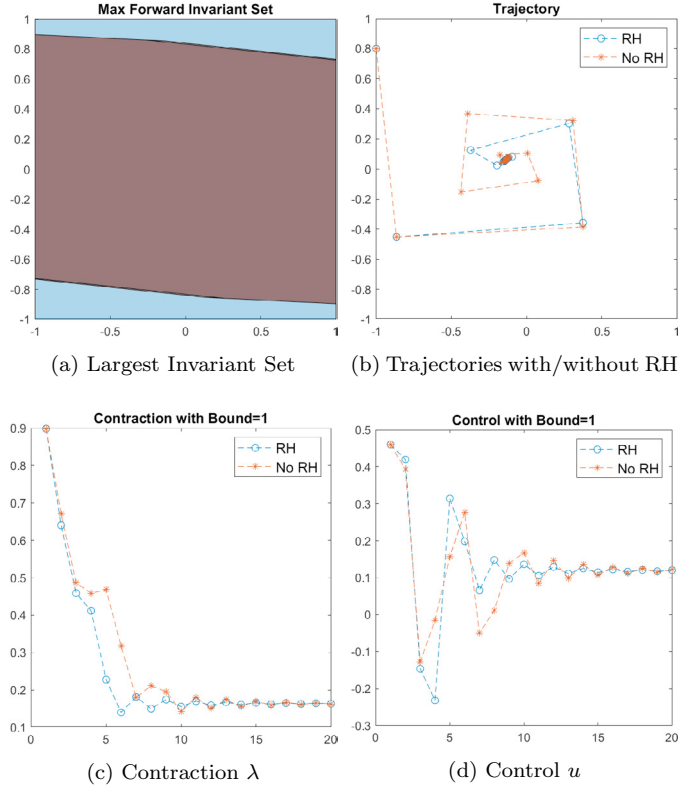 Max Forward Invariant Set
1
0.8
0.6
0.4
0.2
0
-0.2
-0.4
-0.6
-0.8
-1
-1 -0.5 0 0.5 1
(a) Largest Invariant Set
Trajectory
RH
No RH
1
0.8
0.6
0.4
0.2
0
-0.2
-0.4
-0.6
-0.8
-1
-1 -0.5 0 0.5 1
(b) Trajectories with/without RH
Contraction with Bound=1
RH
No RH
0.9
0.8
0.7
0.6
0.5
0.4
0.3
0.2
0.1
0 5 10 15 20
(c) Contraction λ
Control with Bound=1
RH
No RH
0.5
0.4
0.3
0.2
0.1
0
-0.1
-0.2
-0.3
0 5 10 15 20
(d) Control u